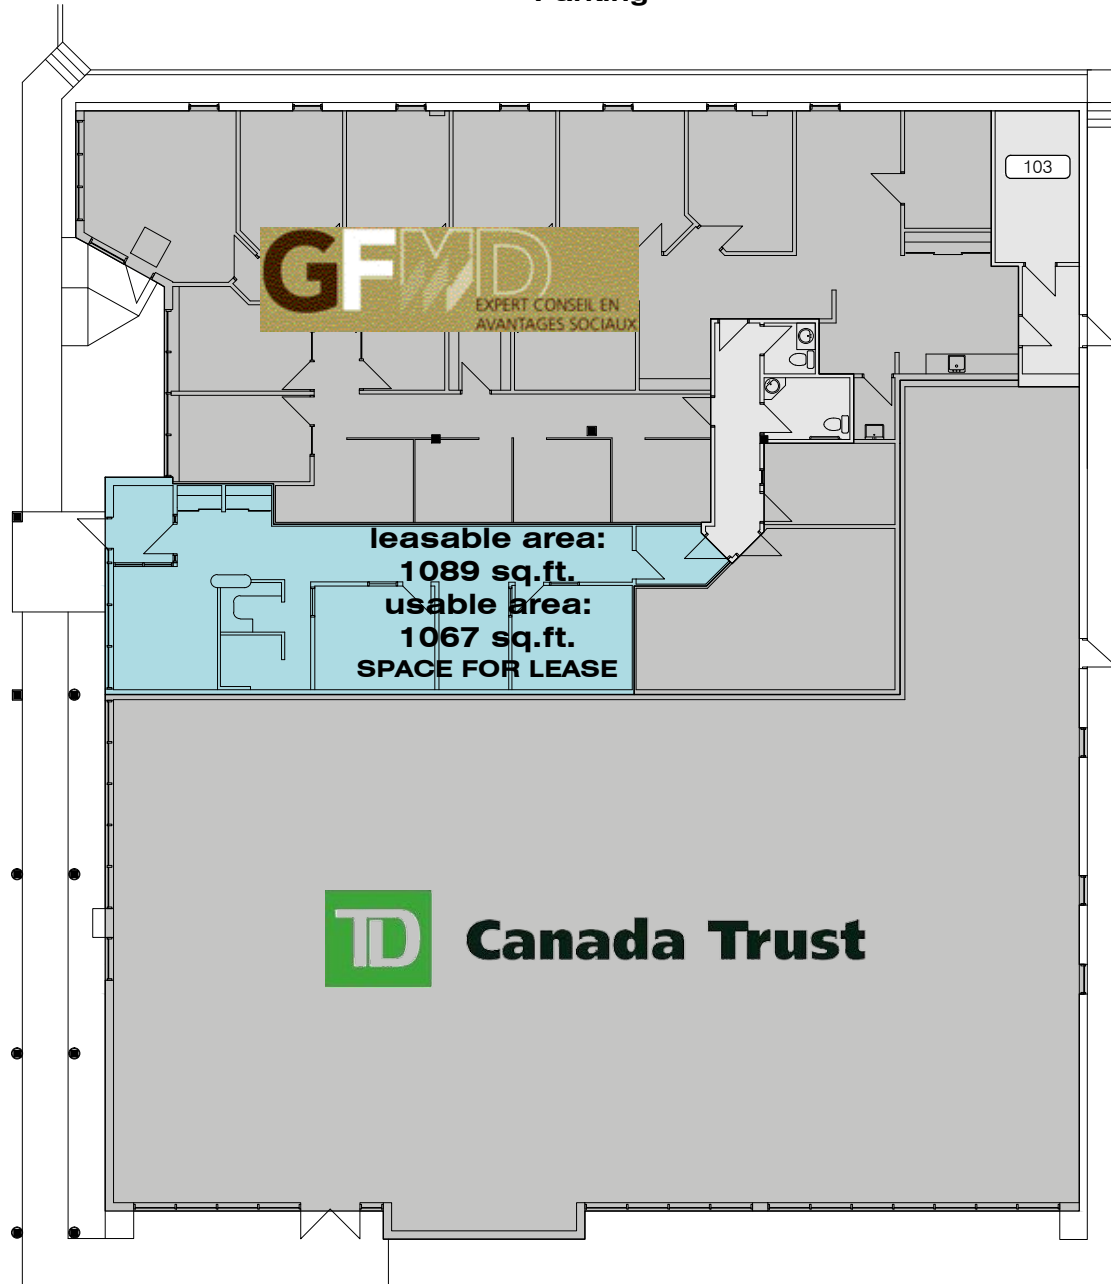 Parking
103
GFMD
EXPERT CONSEIL EN
AVANTAGES SOCIAUX
leasable area:
1089 sq.ft.
usable area:
1067 sq.ft.
SPACE FOR LEASE
TD Canada Trust